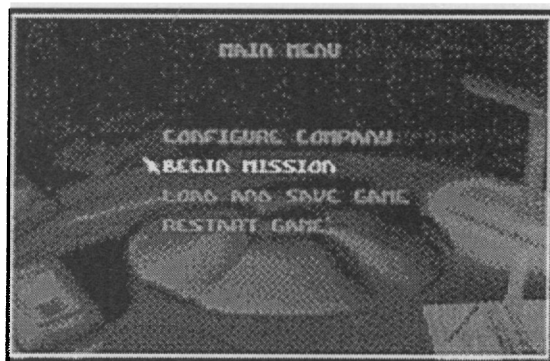 MAIN MENU
CONFIGURE COMPANY
BEGIN MISSION
LOAD AND SAVE GAME
RESTART GAME